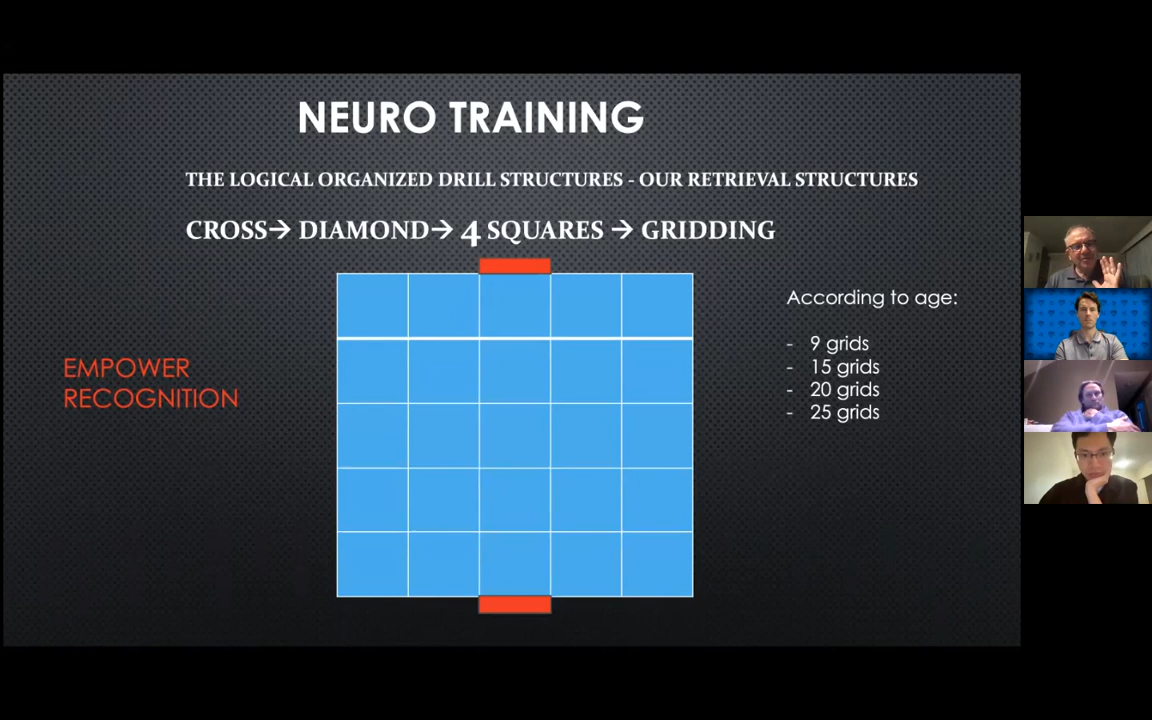 NEURO TRAINING
THE LOGICAL ORGANIZED DRILL STRUCTURES - OUR RETRIEVAL STRUCTURES
CROSS→ DIAMOND→ 4 SQUARES → GRIDDING
According to age:
- 9 grids
- 15 grids
- 20 grids
- 25 grids
EMPOWER
RECOGNITION